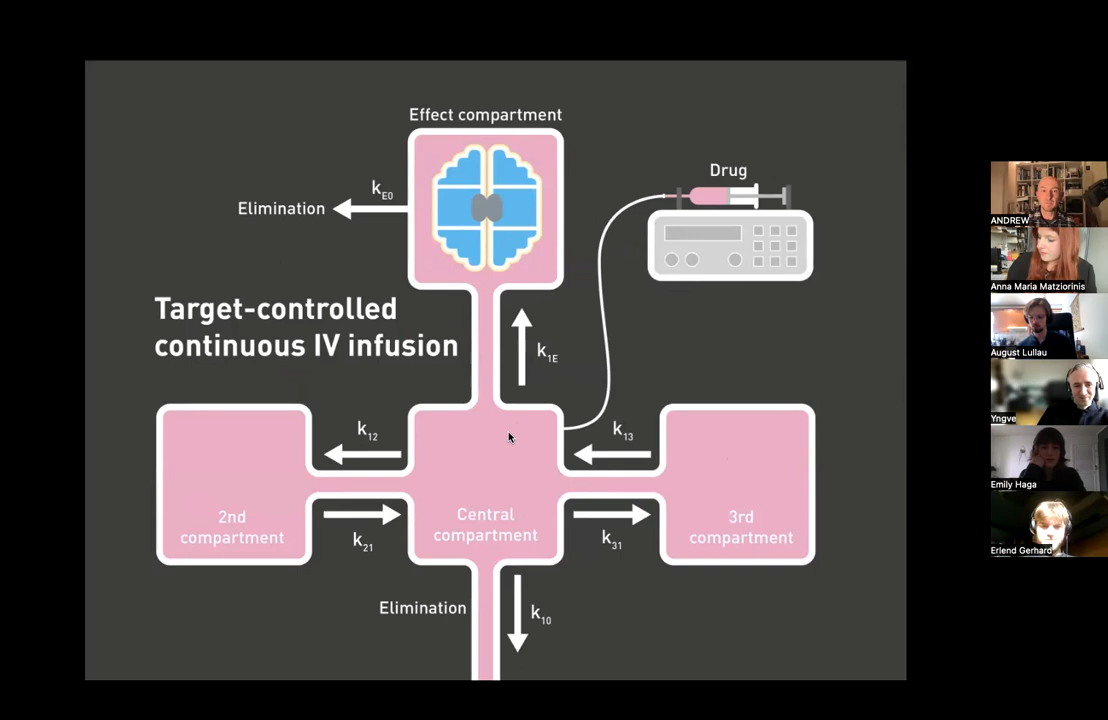 Effect compartment
Drug
kE0
Elimination
Target-controlled
continuous IV infusion
k1E
k12
k13
2nd
compartment
Central
compartment
3rd
compartment
k21
k31
Elimination
k10
ANDREW
Anna Maria Matziorinis
August Lullau
Yngve
Emily Haga
Erlend Gerhard